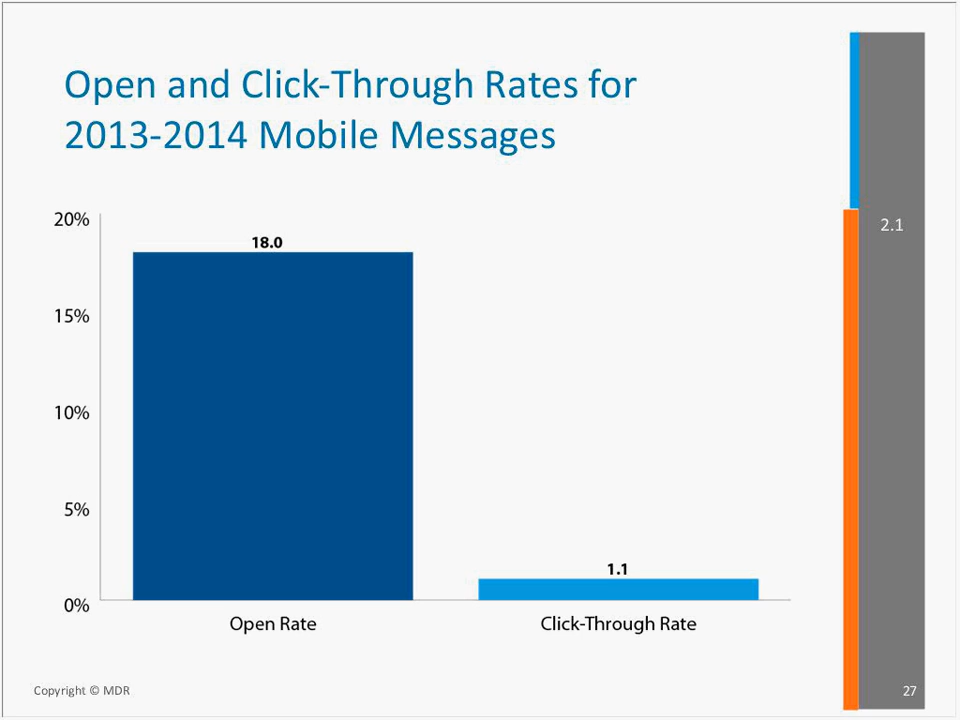 Open and Click-Through Rates for
2013-2014 Mobile Messages
2.1
20%
18.0
15%
10%
5%
1.1
0%
Open Rate
Click-Through Rate
Copyright © MDR
27